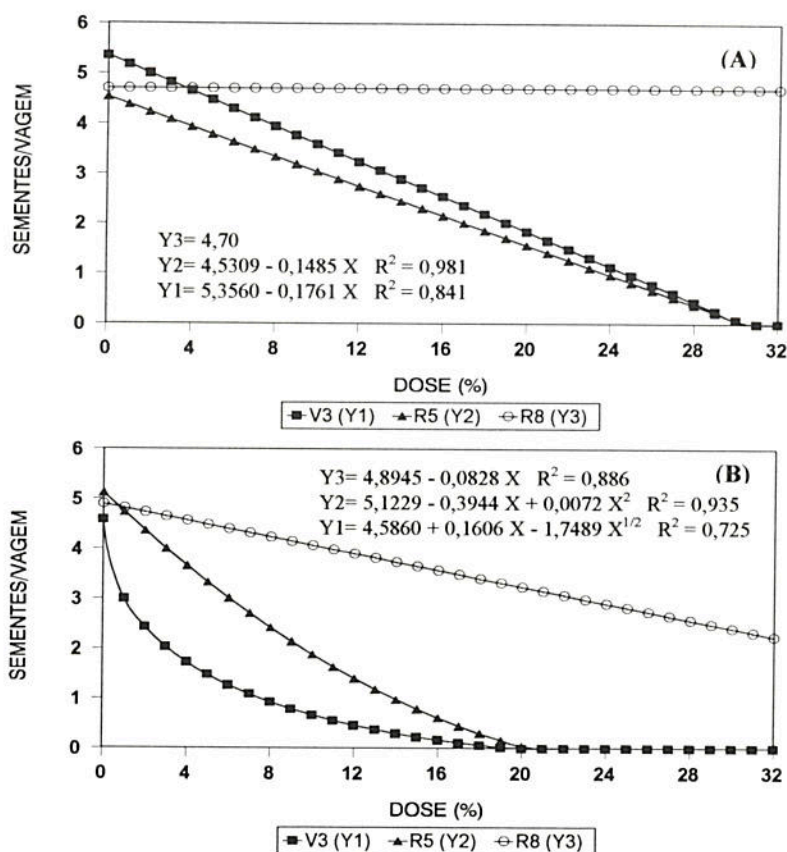 6
5
4
3
2
1
0
SEMENTES/VAGEM
(A)
Y3= 4,70
Y2= 4,5309 - 0,1485 X R² = 0,981
Y1= 5,3560 - 0,1761 X R² = 0,841
0 4 8 12 16 20 24 28 32
DOSE (%)
V3 (Y1) R5 (Y2) R8 (Y3)
6
5
4
3
2
1
0
SEMENTES/VAGEM
(B)
Y3= 4,8945 - 0,0828 X R² = 0,886
Y2= 5,1229 - 0,3944 X + 0,0072 X² R² = 0,935
Y1= 4,5860 + 0,1606 X - 1,7489 X^1/2 R² = 0,725
0 4 8 12 16 20 24 28 32
DOSE (%)
V3 (Y1) R5 (Y2) R8 (Y3)